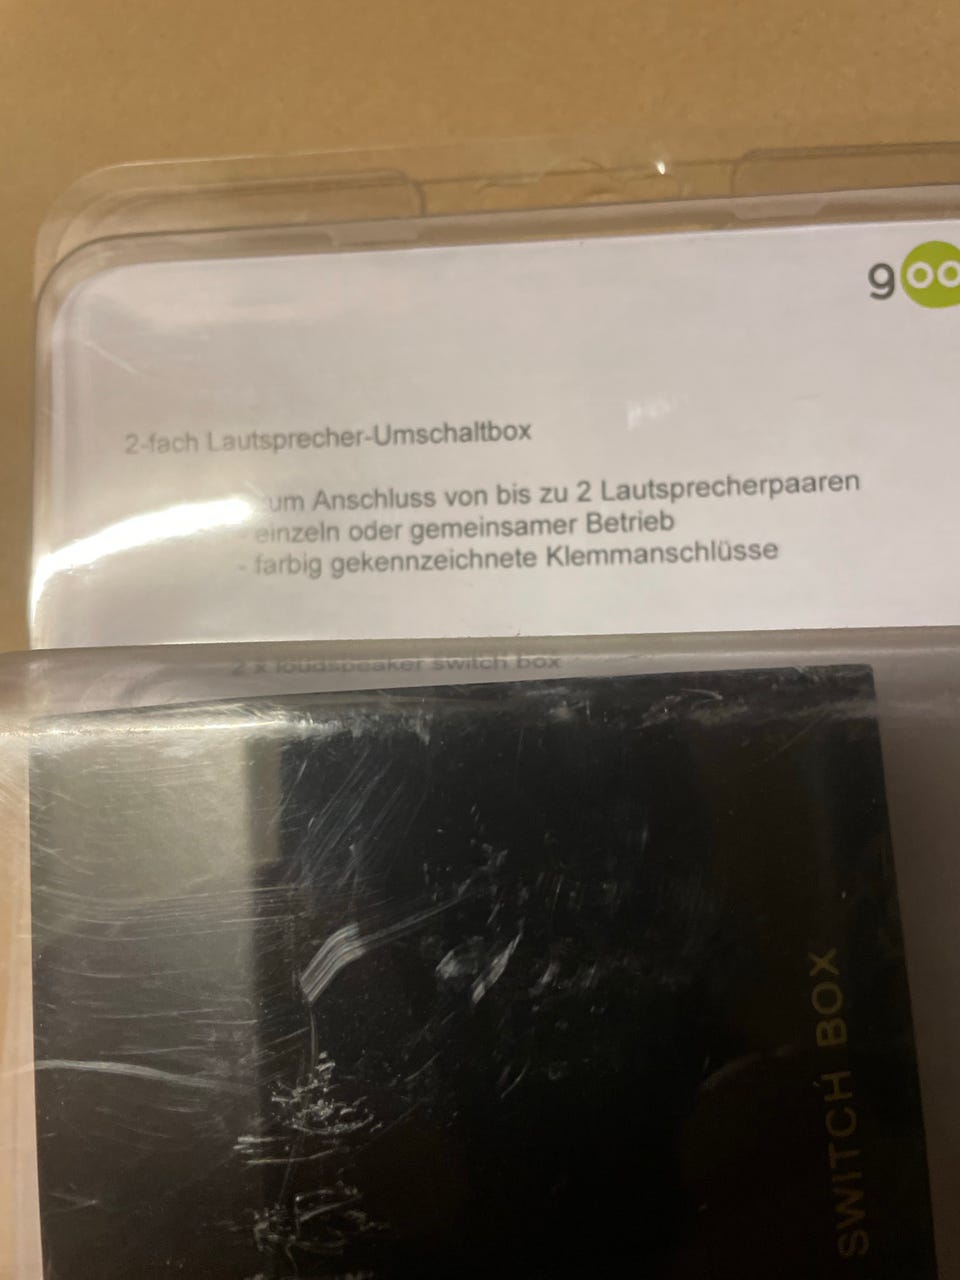 goo
2-fach Lautsprecher-Umschaltbox
um Anschluss von bis zu 2 Lautsprecherpaaren
- einzeln oder gemeinsamer Betrieb
- farbig gekennzeichnete Klemmanschlüsse
2 x loudspeaker switch box
SWITCH BOX